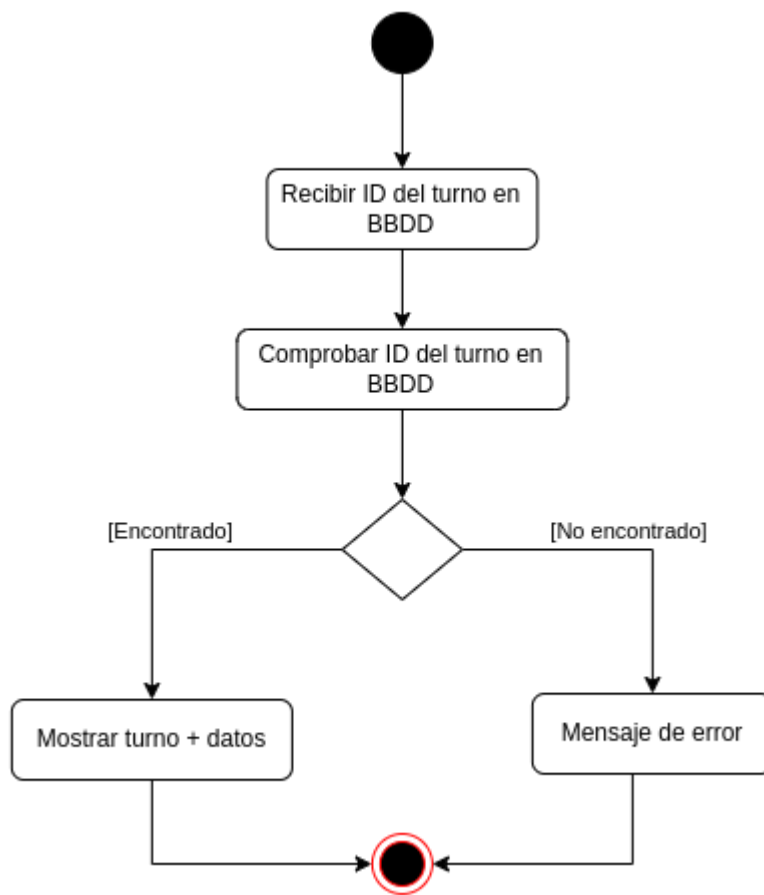 Recibir ID del turno en
BBDD
Comprobar ID del turno en
BBDD
[Encontrado]
[No encontrado]
Mostrar turno + datos
Mensaje de error